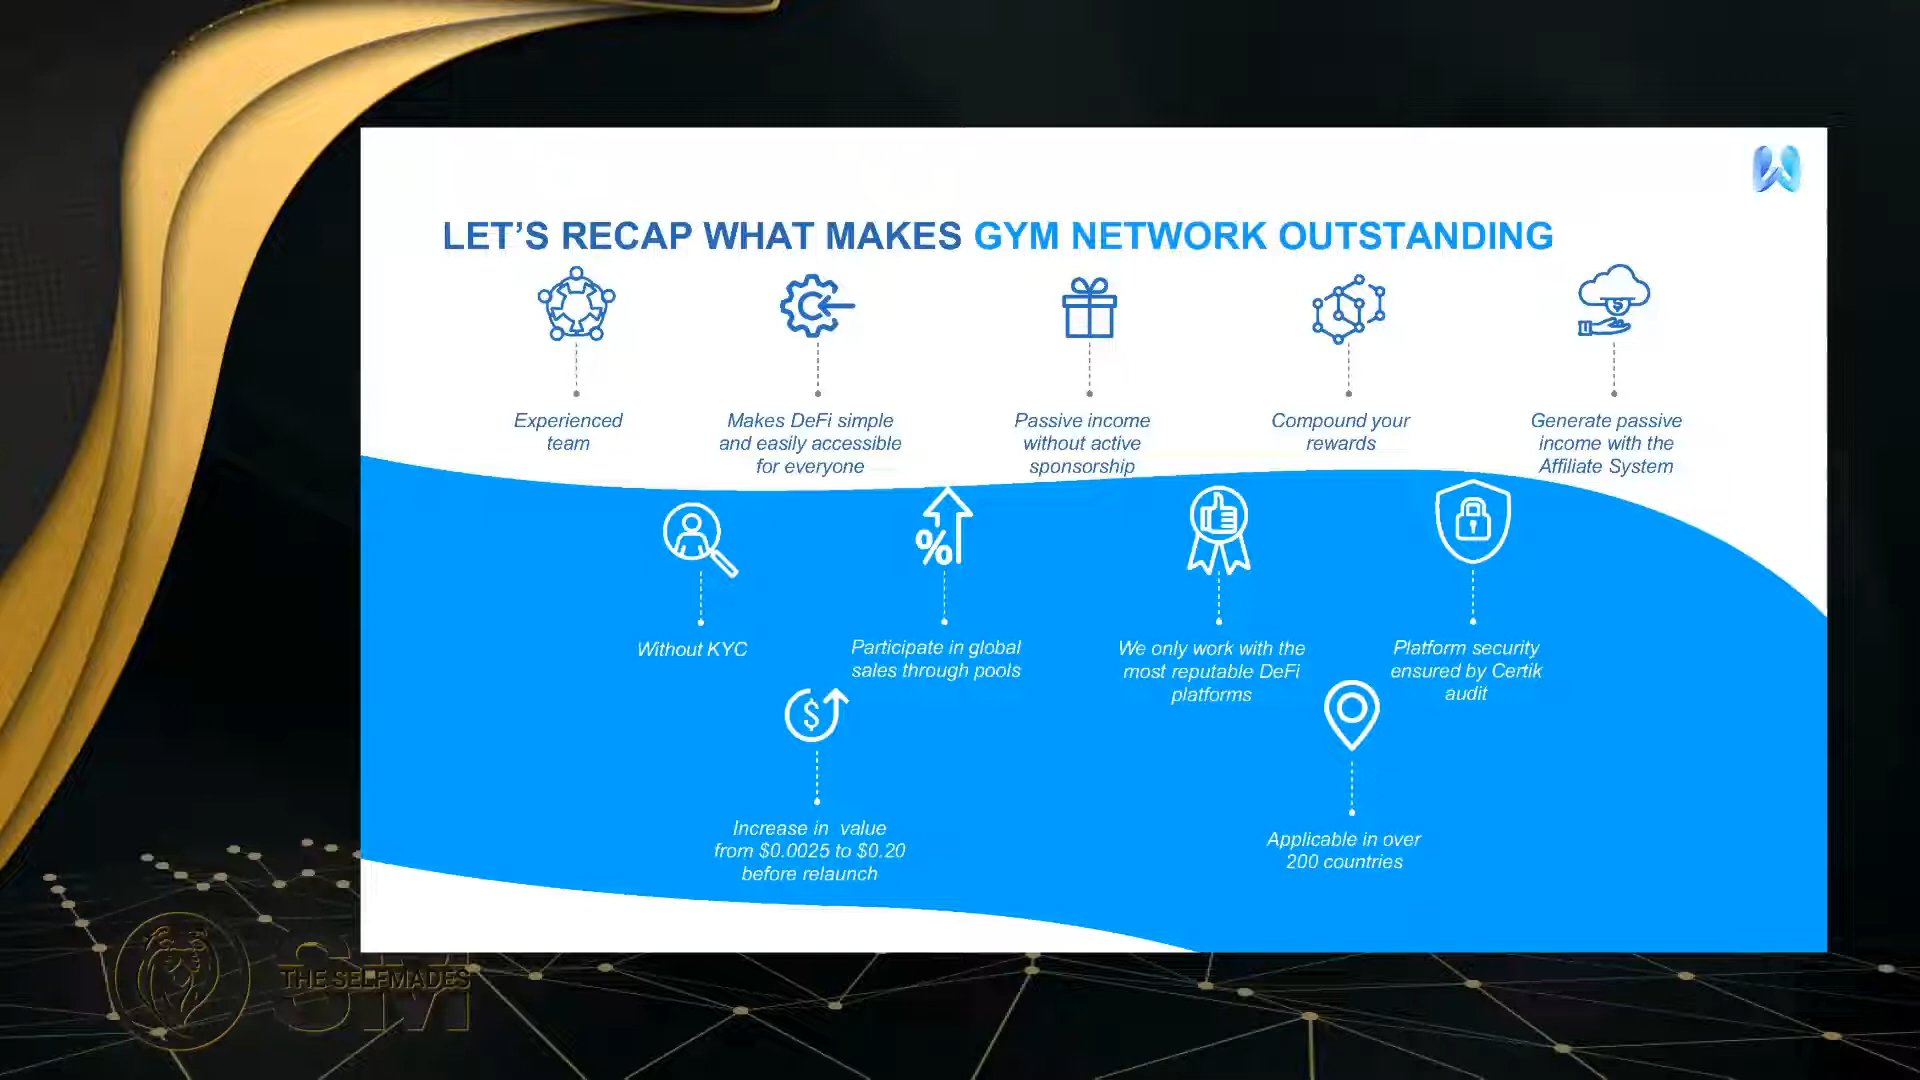 LET’S RECAP WHAT MAKES GYM NETWORK OUTSTANDING
Experienced
team
Makes DeFi simple
and easily accessible
for everyone
Passive income
without active
sponsorship
Compound your
rewards
Generate passive
income with the
Affiliate System
Without KYC
Participate in global
sales through pools
We only work with the
most reputable DeFi
platforms
Platform security
ensured by Certik
audit
Increase in value
from $0.0025 to $0.20
before relaunch
Applicable in over
200 countries
SM
THE SELFMADES